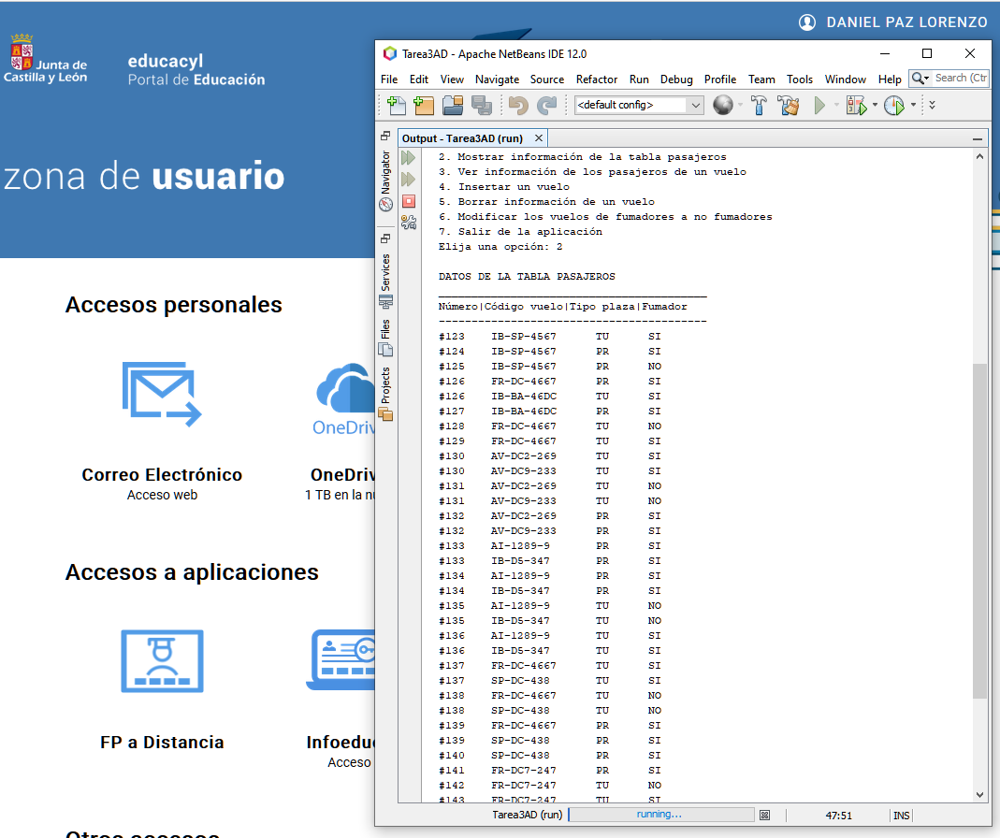 DANIEL PAZ LORENZO
Junta de
Castilla y León
educacyl
Portal de Educación
zona de usuario
Accesos personales
Correo Electrónico
Acceso web
OneDriv
OneDriv
1 TB en la nu
Accesos a aplicaciones
FP a Distancia
Infoedu
Acceso
Tarea3AD - Apache NetBeans IDE 12.0
File Edit View Navigate Source Refactor Run Debug Profile Team Tools Window Help Search (Ctr
<default config>
Output - Tarea3AD (run)
Navigator
Services
Files
Projects
2. Mostrar información de la tabla pasajeros
3. Ver información de los pasajeros de un vuelo
4. Insertar un vuelo
5. Borrar información de un vuelo
6. Modificar los vuelos de fumadores a no fumadores
7. Salir de la aplicación
Elija una opción: 2
DATOS DE LA TABLA PASAJEROS
Número|Código vuelo|Tipo plaza|Fumador
-----------------------------------------
#123 IB-SP-4567 TU SI
#124 IB-SP-4567 PR SI
#125 IB-SP-4567 PR NO
#126 FR-DC-4667 PR SI
#126 IB-BA-46DC TU SI
#127 IB-BA-46DC PR SI
#128 FR-DC-4667 TU NO
#129 FR-DC-4667 TU SI
#130 AV-DC2-269 TU SI
#130 AV-DC9-233 TU SI
#131 AV-DC2-269 TU NO
#131 AV-DC9-233 TU NO
#132 AV-DC2-269 PR SI
#132 AV-DC9-233 PR SI
#133 AI-1289-9 PR SI
#133 IB-D5-347 PR SI
#134 AI-1289-9 PR SI
#134 IB-D5-347 PR SI
#135 AI-1289-9 TU NO
#135 IB-D5-347 TU NO
#136 AI-1289-9 TU SI
#136 IB-D5-347 TU SI
#137 FR-DC-4667 TU SI
#137 SP-DC-438 TU SI
#138 FR-DC-4667 TU NO
#138 SP-DC-438 TU NO
#139 FR-DC-4667 PR SI
#139 SP-DC-438 PR SI
#140 SP-DC-438 PR SI
#141 FR-DC7-247 PR SI
#142 FR-DC7-247 TU NO
#143 FR-DC7-247 TU SI
Tarea3AD (run) running... 47:51 INS
Otros accesos